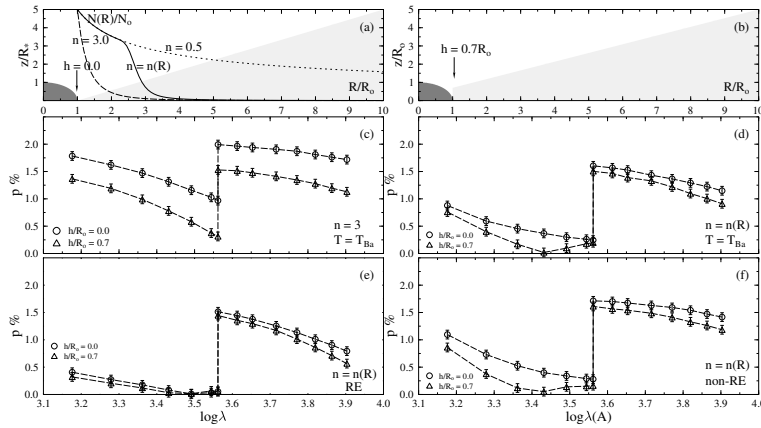 5
4
3
2
1
0
z/R₀
N(R)/N₀
n = 3.0
h = 0.0
n = 0.5
n = n(R)
(a)
R/R₀
0 1 2 3 4 5 6 7 8 9 10
5
4
3
2
1
0
z/R₀
h = 0.7R₀
(b)
R/R₀
0 1 2 3 4 5 6 7 8 9 10
2.0
1.5
1.0
0.5
0.0
p %
(c)
h/R₀ = 0.0
h/R₀ = 0.7
n = 3
T = T_Ba
2.0
1.5
1.0
0.5
0.0
p %
(d)
h/R₀ = 0.0
h/R₀ = 0.7
n = n(R)
T = T_Ba
2.0
1.5
1.0
0.5
0.0
p %
(e)
h/R₀ = 0.0
h/R₀ = 0.7
n = n(R)
RE
3.1 3.2 3.3 3.4 3.5 3.6 3.7 3.8 3.9 4.0
logλ
2.0
1.5
1.0
0.5
0.0
p %
(f)
h/R₀ = 0.0
h/R₀ = 0.7
n = n(R)
non-RE
3.1 3.2 3.3 3.4 3.5 3.6 3.7 3.8 3.9 4.0
logλ(A)